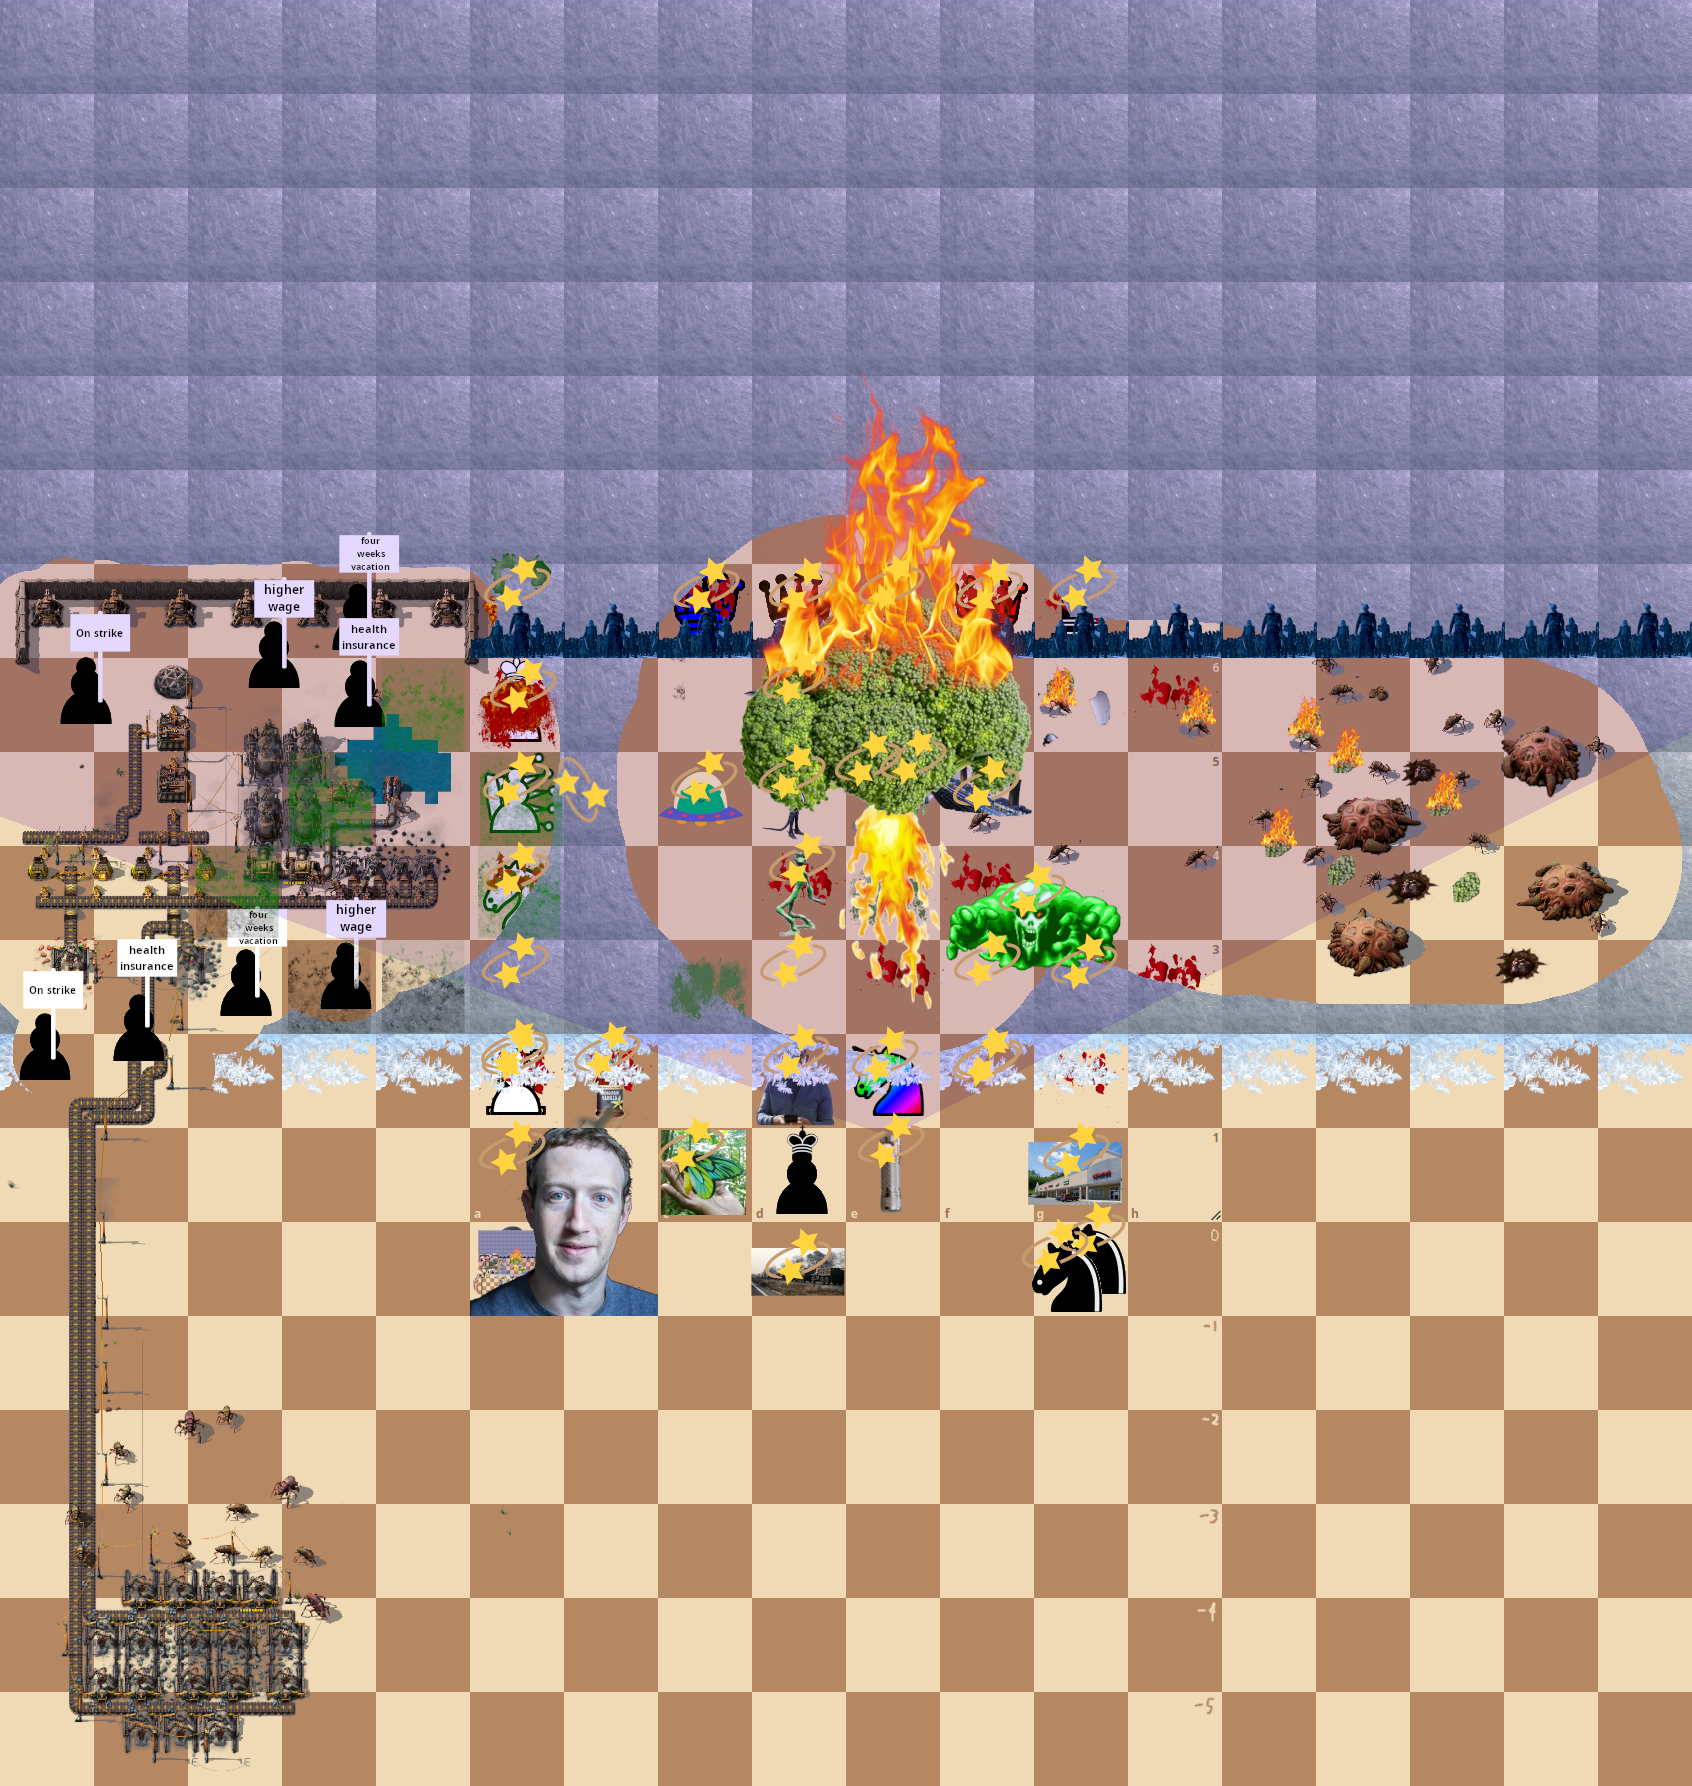 four
weeks
vacation
higher
wage
On strike
health
insurance
6
5
4
four
weeks
vacation
higher
wage
health
insurance
3
On strike
1
a
c
d
e
f
g
h
0
-1
-2
-3
-4
-5